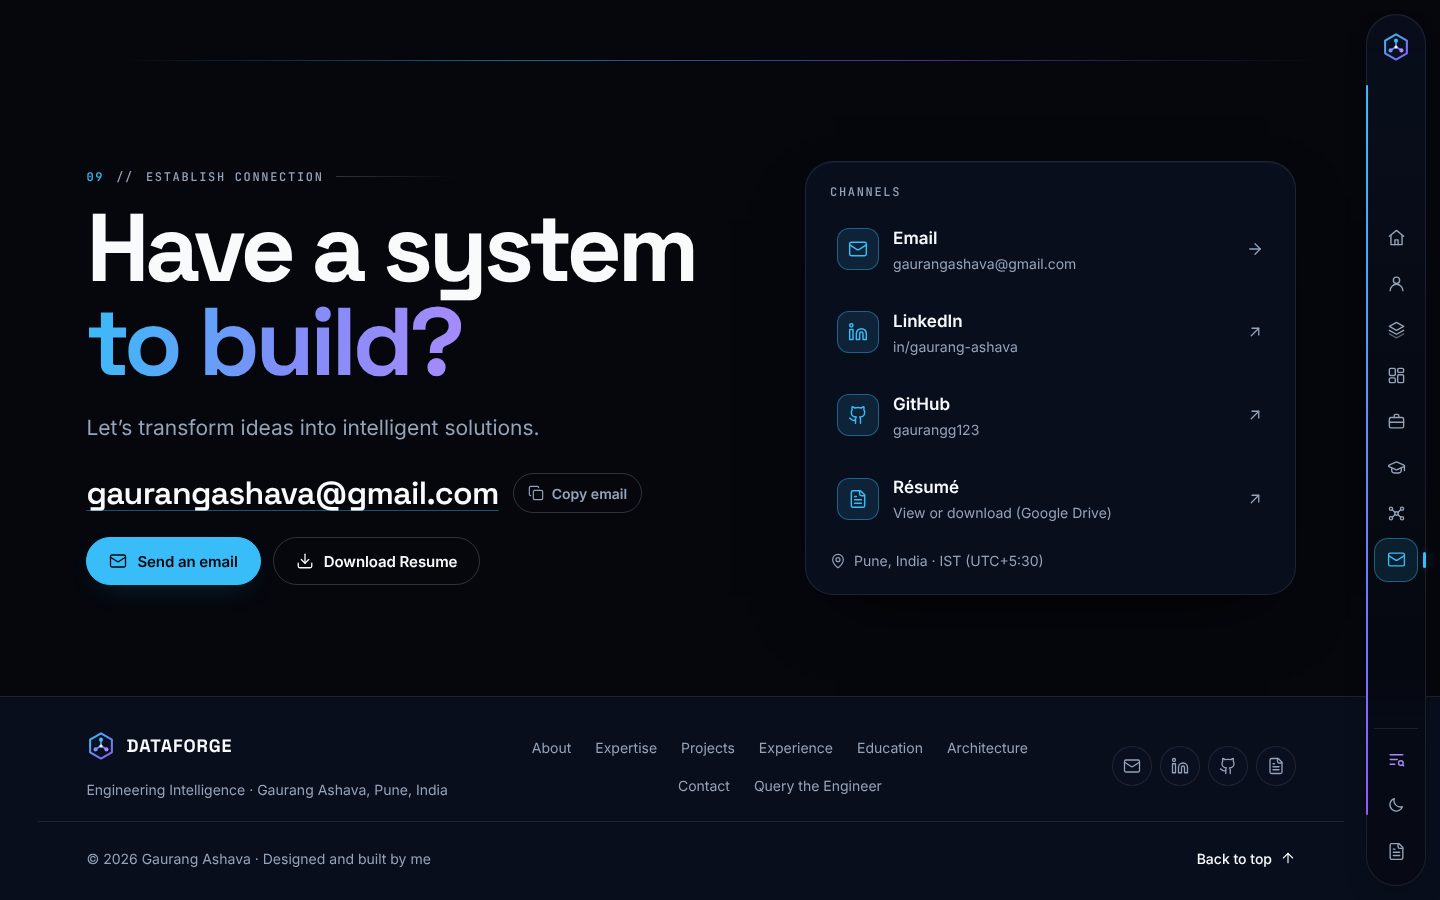 09 // ESTABLISH CONNECTION
Have a system
to build?
Let’s transform ideas into intelligent solutions.
gaurangashava@gmail.com
Copy email
Send an email
Download Resume
CHANNELS
Email
gaurangashava@gmail.com
LinkedIn
in/gaurang-ashava
GitHub
gaurangg123
Résumé
View or download (Google Drive)
Pune, India · IST (UTC+5:30)
DATAFORGE
Engineering Intelligence · Gaurang Ashava, Pune, India
About Expertise Projects Experience Education Architecture
Contact Query the Engineer
© 2026 Gaurang Ashava · Designed and built by me
Back to top